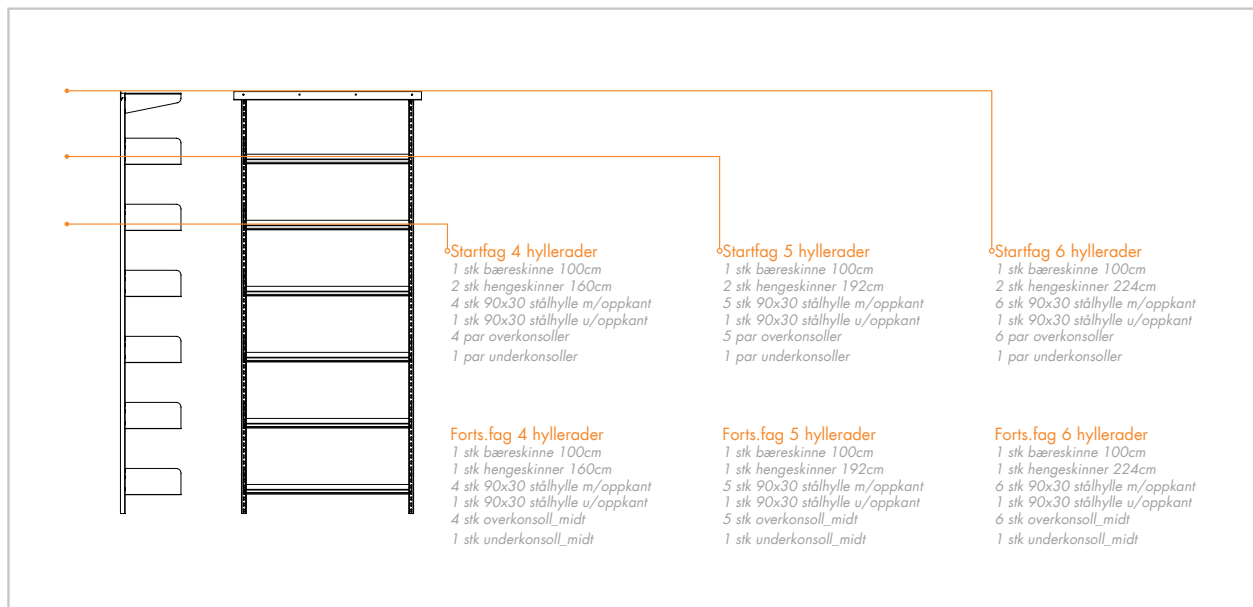 Startfag 4 hyllerader
1 stk bæreskinne 100cm
2 stk hengeskinner 160cm
4 stk 90x30 stålhylle m/oppkant
1 stk 90x30 stålhylle u/oppkant
4 par overkonsoller
1 par underkonsoller
Startfag 5 hyllerader
1 stk bæreskinne 100cm
2 stk hengeskinner 192cm
5 stk 90x30 stålhylle m/oppkant
1 stk 90x30 stålhylle u/oppkant
5 par overkonsoller
1 par underkonsoller
Startfag 6 hyllerader
1 stk bæreskinne 100cm
2 stk hengeskinner 224cm
6 stk 90x30 stålhylle m/oppkant
1 stk 90x30 stålhylle u/oppkant
6 par overkonsoller
1 par underkonsoller
Forts.fag 4 hyllerader
1 stk bæreskinne 100cm
1 stk hengeskinner 160cm
4 stk 90x30 stålhylle m/oppkant
1 stk 90x30 stålhylle u/oppkant
4 stk overkonsoll_midt
1 stk underkonsoll_midt
Forts.fag 5 hyllerader
1 stk bæreskinne 100cm
1 stk hengeskinner 192cm
5 stk 90x30 stålhylle m/oppkant
1 stk 90x30 stålhylle u/oppkant
5 stk overkonsoll_midt
1 stk underkonsoll_midt
Forts.fag 6 hyllerader
1 stk bæreskinne 100cm
1 stk hengeskinner 224cm
6 stk 90x30 stålhylle m/oppkant
1 stk 90x30 stålhylle u/oppkant
6 stk overkonsoll_midt
1 stk underkonsoll_midt